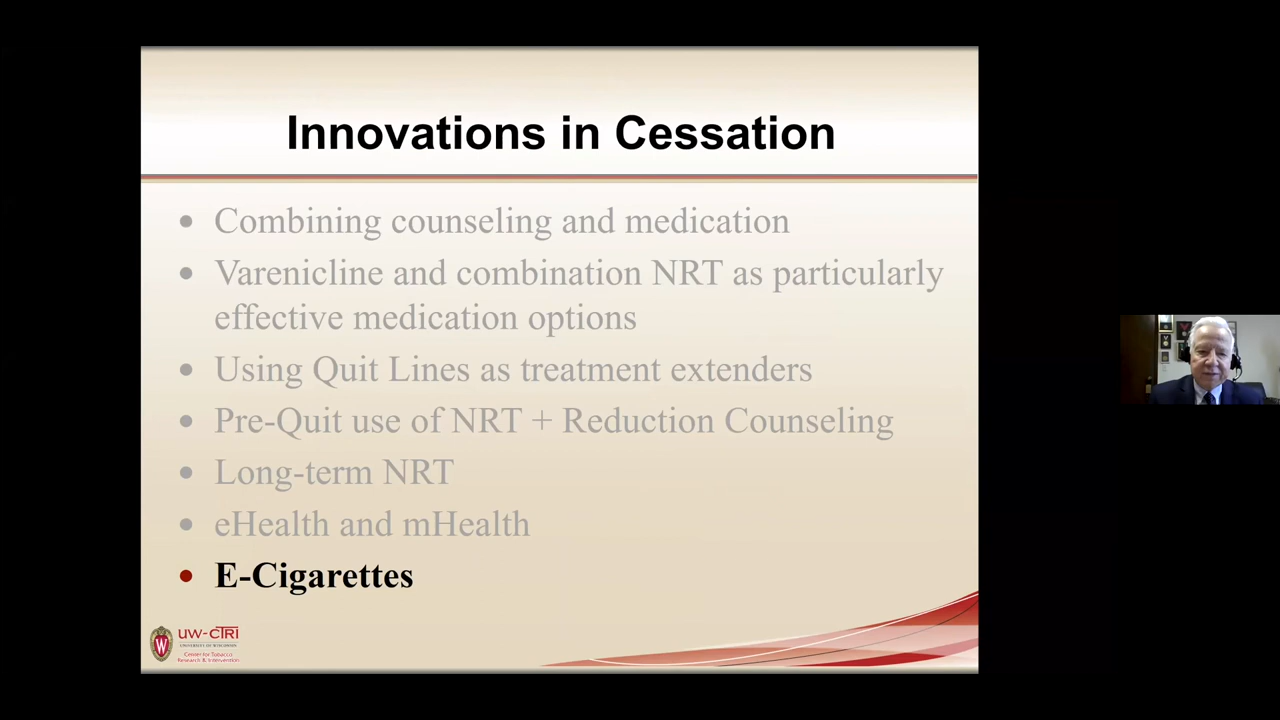 Innovations in Cessation
• Combining counseling and medication
• Varenicline and combination NRT as particularly
effective medication options
• Using Quit Lines as treatment extenders
• Pre-Quit use of NRT + Reduction Counseling
• Long-term NRT
• eHealth and mHealth
• E-Cigarettes
W
UW-CTRI
UNIVERSITY OF WISCONSIN
Center for Tobacco
Research & Intervention